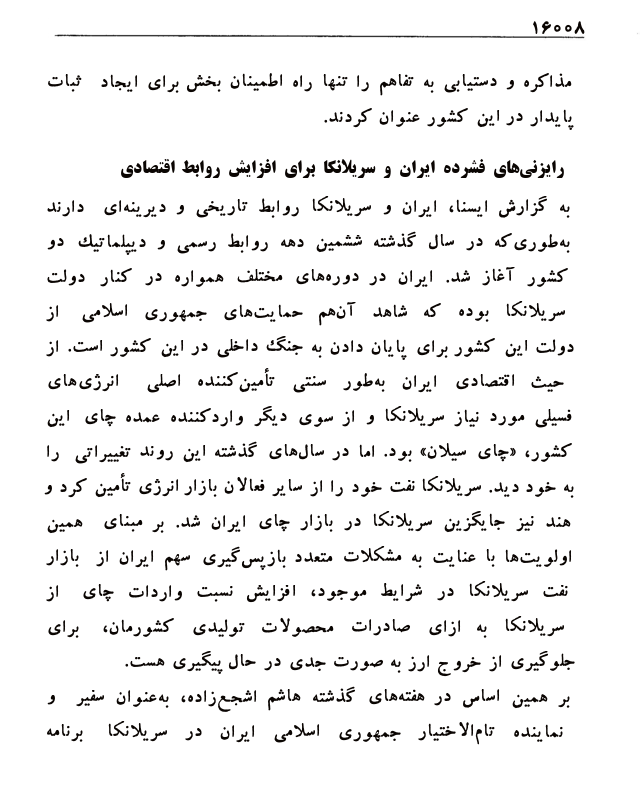 ۱۶۰۰۸
مذاکره و دستیابی به تفاهم را تنها راه اطمینان بخش برای ایجاد ثبات
پایدار در این کشور عنوان کردند.
رایزنی‌های فشرده ایران و سریلانکا برای افزایش روابط اقتصادی
به گزارش ایسنا، ایران و سریلانکا روابط تاریخی و دیرینه‌ای دارند
به‌طوری‌که در سال گذشته ششمین دهه روابط رسمی و دیپلماتیك دو
کشور آغاز شد. ایران در دوره‌های مختلف همواره در کنار دولت
سریلانکا بوده که شاهد آن‌هم حمایت‌های جمهوری اسلامی از
دولت این کشور برای پایان دادن به جنگ داخلی در این کشور است. از
حیث اقتصادی ایران به‌طور سنتی تأمین‌کننده اصلی انرژی‌های
فسیلی مورد نیاز سریلانکا و از سوی دیگر واردکننده عمده چای این
کشور، «چای سیلان» بود. اما در سال‌های گذشته این روند تغییراتی را
به خود دید. سریلانکا نفت خود را از سایر فعالان بازار انرژی تأمین کرد و
هند نیز جایگزین سریلانکا در بازار چای ایران شد. بر مبنای همین
اولویت‌ها با عنایت به مشکلات متعدد بازپس‌گیری سهم ایران از بازار
نفت سریلانکا در شرایط موجود، افزایش نسبت واردات چای از
سریلانکا به ازای صادرات محصولات تولیدی کشورمان، برای
جلوگیری از خروج ارز به صورت جدی در حال پیگیری هست.
بر همین اساس در هفته‌های گذشته هاشم اشجع‌زاده، به‌عنوان سفیر و
نماینده تام‌الاختیار جمهوری اسلامی ایران در سریلانکا برنامه